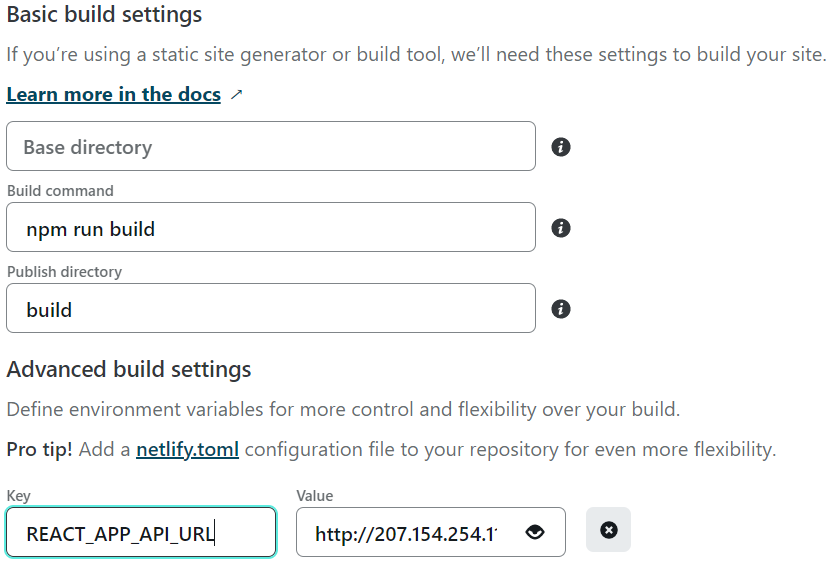 Basic build settings
If you’re using a static site generator or build tool, we’ll need these settings to build your site.
Learn more in the docs ↗
Base directory
Build command
npm run build
Publish directory
build
Advanced build settings
Define environment variables for more control and flexibility over your build.
Pro tip! Add a netlify.toml configuration file to your repository for even more flexibility.
Key Value
REACT_APP_API_URL http://207.154.254.1